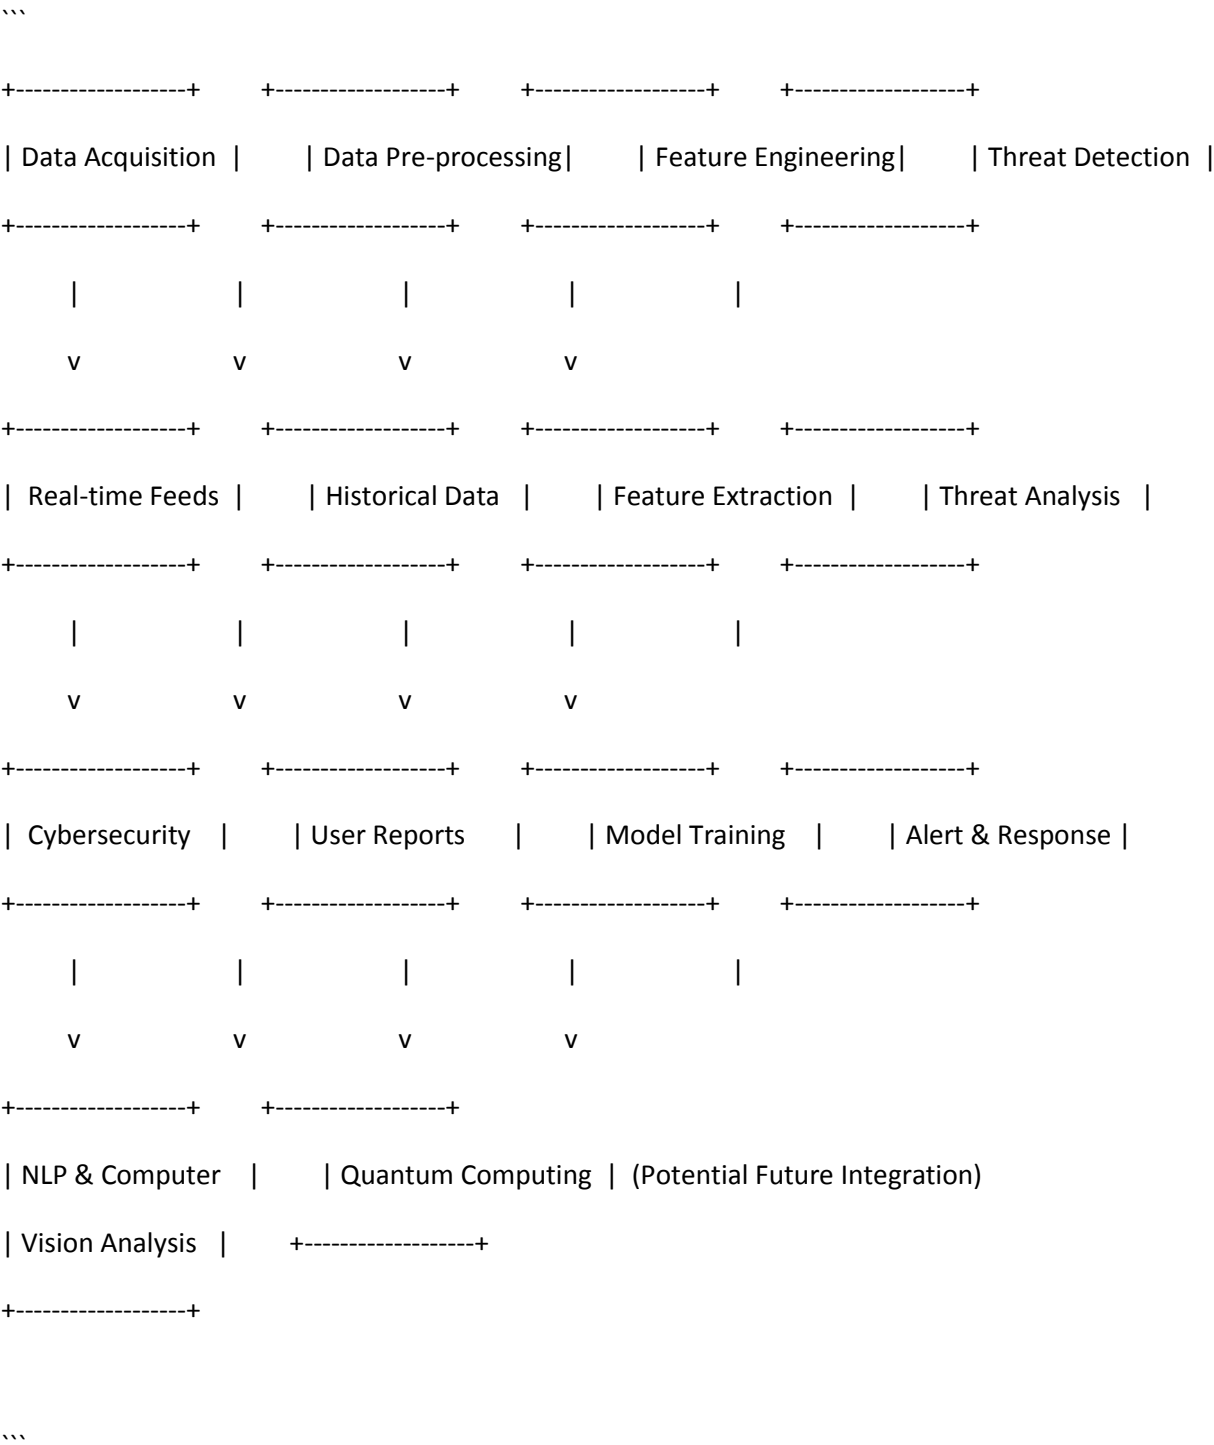 ```
+-------------------+ +-------------------+ +-------------------+ +-------------------+
| Data Acquisition | | Data Pre-processing| | Feature Engineering| | Threat Detection |
+-------------------+ +-------------------+ +-------------------+ +-------------------+
| | | | |
v v v v
+-------------------+ +-------------------+ +-------------------+ +-------------------+
| Real-time Feeds | | Historical Data | | Feature Extraction | | Threat Analysis |
+-------------------+ +-------------------+ +-------------------+ +-------------------+
| | | | |
v v v v
+-------------------+ +-------------------+ +-------------------+ +-------------------+
| Cybersecurity | | User Reports | | Model Training | | Alert & Response |
+-------------------+ +-------------------+ +-------------------+ +-------------------+
| | | | |
v v v v
+-------------------+ +-------------------+
| NLP & Computer | | Quantum Computing | (Potential Future Integration)
| Vision Analysis | +-------------------+
+-------------------+
```